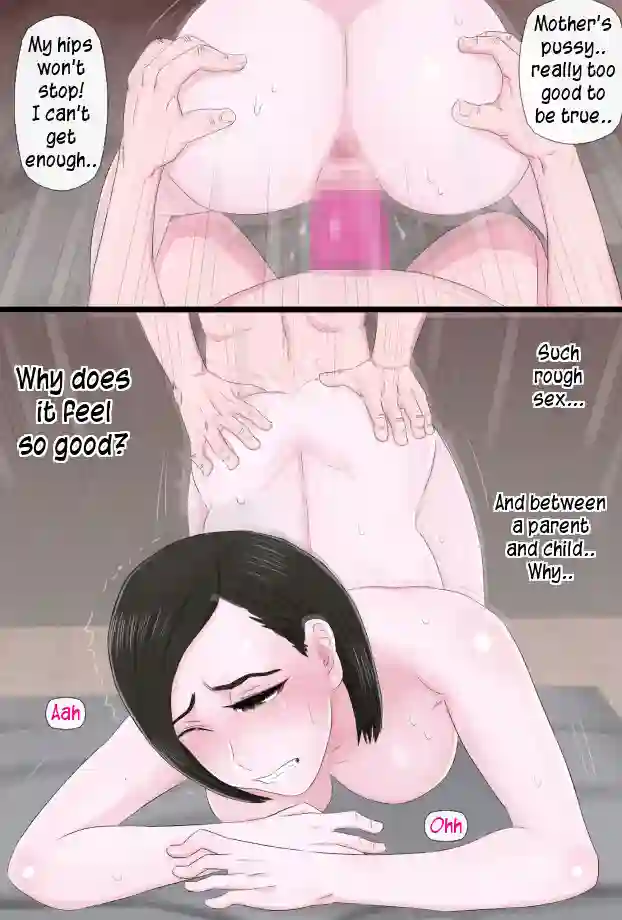 Mother's
pussy..
really too
good to
be true..
My hips
won't
stop!
I can't
get
enough..
Such
rough
sex...
And between
a parent
and child..
Why..
Why does
it feel
so good?
Aah
Ohh